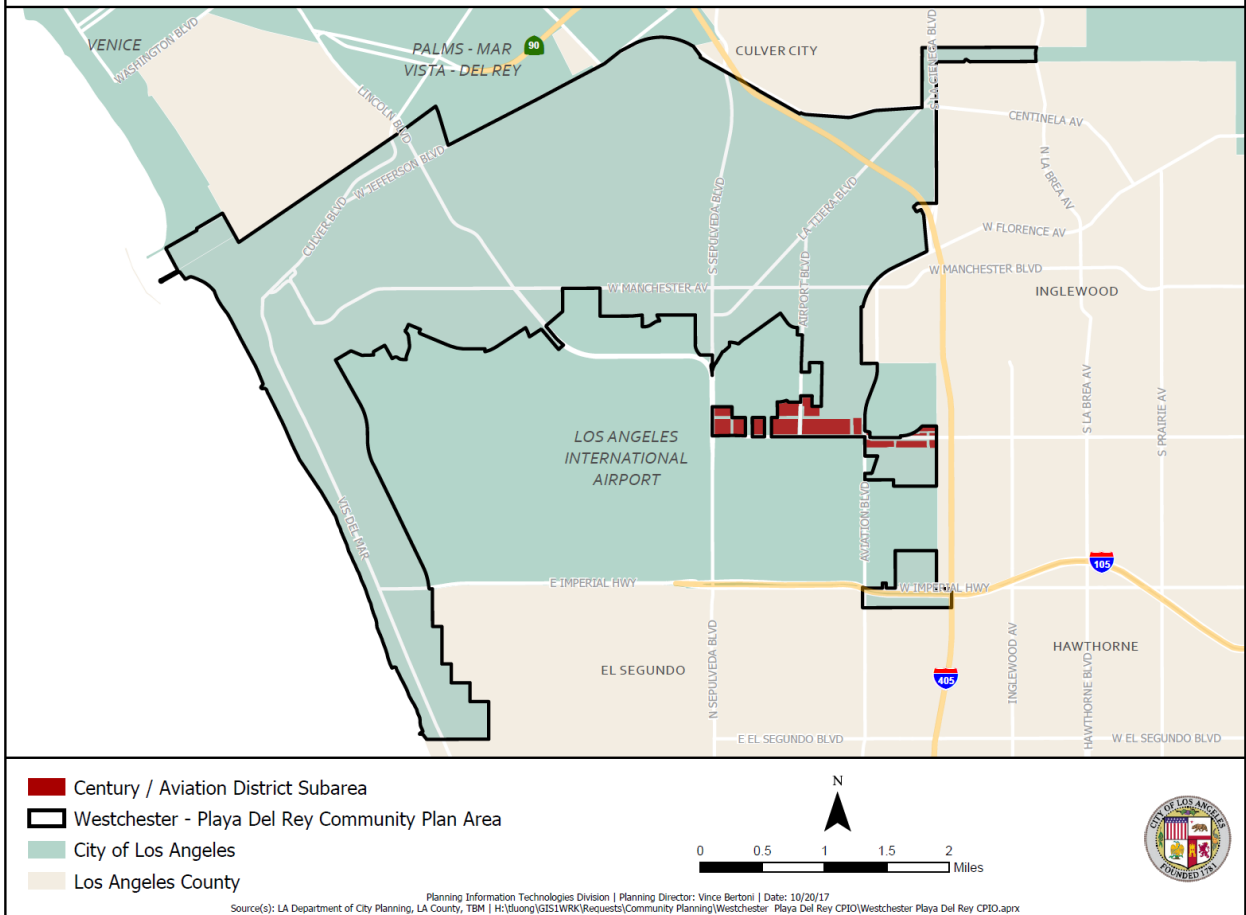 VENICE
WASHINGTON BLVD
PALMS - MAR
VISTA - DEL REY
90
CULVER CITY
S LA CIENEGA BLVD
LINCOLN BLVD
W JEFFERSON BLVD
CULVER BLVD
CENTINELA AV
N LA BREA AV
S SEPULVEDA BLVD
LA TIJERA BLVD
W FLORENCE AV
W MANCHESTER BLVD
W MANCHESTER AV
AIRPORT BLVD
INGLEWOOD
S LA BREA AV
S PRAIRIE AV
LOS ANGELES
INTERNATIONAL
AIRPORT
VIS DEL MAR
AVIATION BLVD
E IMPERIAL HWY
W IMPERIAL HWY
105
EL SEGUNDO
N SEPULVEDA BLVD
405
INGLEWOOD AV
HAWTHORNE
HAWTHORNE BLVD
E EL SEGUNDO BLVD
W EL SEGUNDO BLVD
Century / Aviation District Subarea
Westchester - Playa Del Rey Community Plan Area
City of Los Angeles
Los Angeles County
N
0 0.5 1 1.5 2
Miles
CITY OF LOS ANGELES
FOUNDED 1781
Planning Information Technologies Division | Planning Director: Vince Bertoni | Date: 10/20/17
Source(s): LA Department of City Planning, LA County, TBM | H:\tluong\GIS1WRK\Requests\Community Planning\Westchester Playa Del Rey CPIO\Westchester Playa Del Rey CPIO.aprx